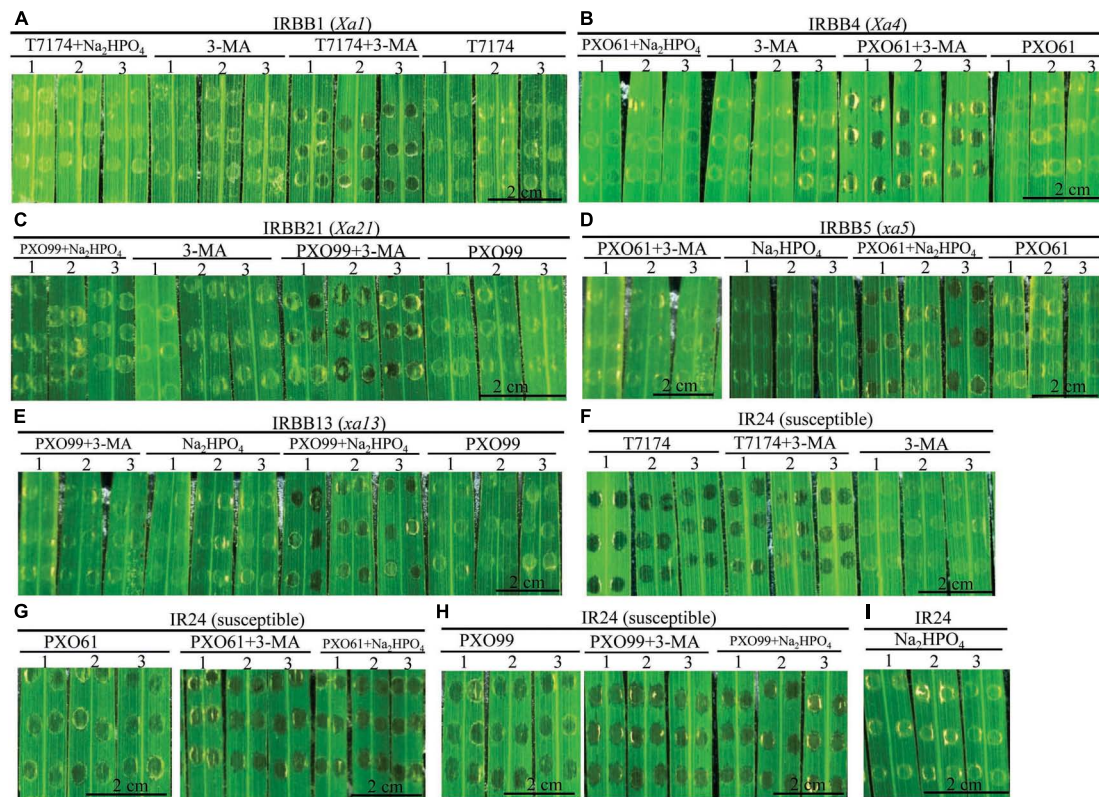 A
IRBB1 (Xa1)
T7174+Na₂HPO₄ 3-MA T7174+3-MA T7174
1 2 3 1 2 3 1 2 3 1 2 3
2 cm
B
IRBB4 (Xa4)
PXO61+Na₂HPO₄ 3-MA PXO61+3-MA PXO61
1 2 3 1 2 3 1 2 3 1 2 3
2 cm
C
IRBB21 (Xa21)
PXO99+Na₂HPO₄ 3-MA PXO99+3-MA PXO99
1 2 3 1 2 3 1 2 3 1 2 3
2 cm
D
IRBB5 (xa5)
PXO61+3-MA Na₂HPO₄ PXO61+Na₂HPO₄ PXO61
1 2 3 1 2 3 1 2 3 1 2 3
2 cm 2 cm
E
IRBB13 (xa13)
PXO99+3-MA Na₂HPO₄ PXO99+Na₂HPO₄ PXO99
1 2 3 1 2 3 1 2 3 1 2 3
2 cm
F
IR24 (susceptible)
T7174 T7174+3-MA 3-MA
1 2 3 1 2 3 1 2 3
2 cm
G
IR24 (susceptible)
PXO61 PXO61+3-MA PXO61+Na₂HPO₄
1 2 3 1 2 3 1 2 3
2 cm 2 cm
H
IR24 (susceptible)
PXO99 PXO99+3-MA PXO99+Na₂HPO₄
1 2 3 1 2 3 1 2 3
2 cm 2 cm
I
IR24
Na₂HPO₄
1 2 3
2 cm